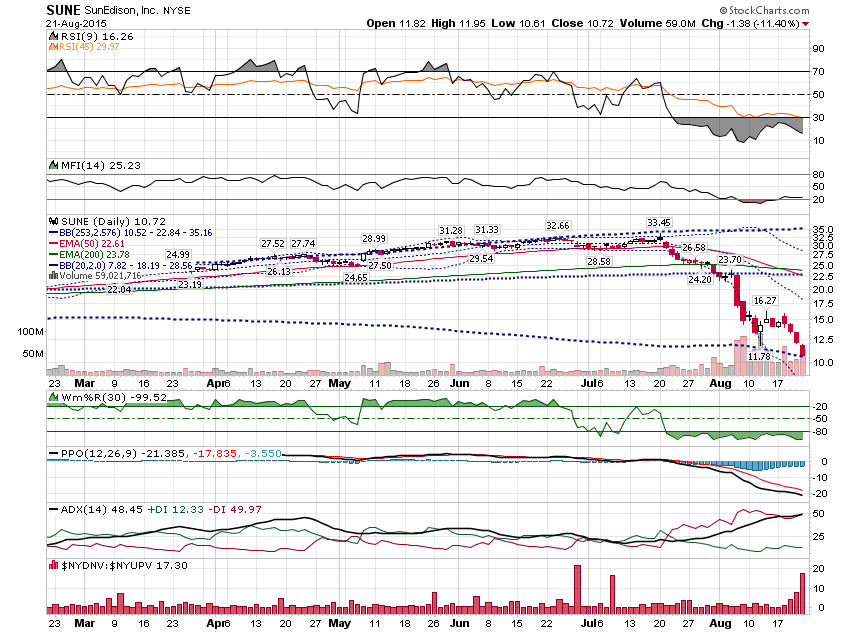 SUNE SunEdison, Inc. NYSE
© StockCharts.com
21-Aug-2015
Open 11.82 High 11.95 Low 10.61 Close 10.72 Volume 59.0M Chg -1.38 (-11.40%)
RSI(9) 16.26
RSI(45) 29.97
90
70
50
30
10
MFI(14) 25.23
80
50
20
SUNE (Daily) 10.72
BB(253,2.576) 10.52 - 22.84 - 35.16
EMA(50) 22.61
EMA(200) 23.78
BB(20,2.0) 7.82 - 18.19 - 28.56
Volume 59,021,716
24.99
27.52
27.74
28.99
31.28
31.33
32.66
33.45
26.58
23.70
16.27
22.04
23.19
26.13
24.65
27.50
29.54
28.58
24.20
11.78
35.0
32.5
30.0
27.5
25.0
22.5
20.0
17.5
15.0
12.5
10.0
100M
50M
23 Mar 9 16 23 Apr 6 13 20 27 May 11 18 26 Jun 8 15 22 Jul 6 13 20 27 Aug 10 17
Wm%R(30) -99.52
-20
-50
-80
PPO(12,26,9) -21.385, -17.835, -3.550
0
-10
-20
ADX(14) 48.45 +DI 12.33 -DI 49.97
50
25
$NYDNV:$NYUPV 17.30
20
10
0
23 Mar 9 16 23 Apr 6 13 20 27 May 11 18 26 Jun 8 15 22 Jul 6 13 20 27 Aug 10 17